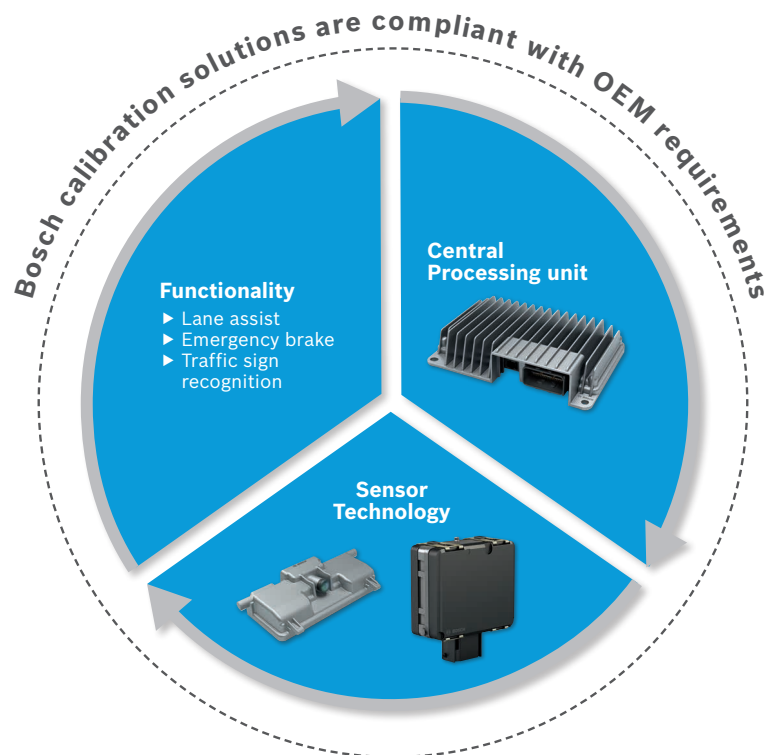 Bosch calibration solutions are compliant with OEM requirements
Functionality
▶ Lane assist
▶ Emergency brake
▶ Traffic sign
recognition
Central
Processing unit
Sensor
Technology